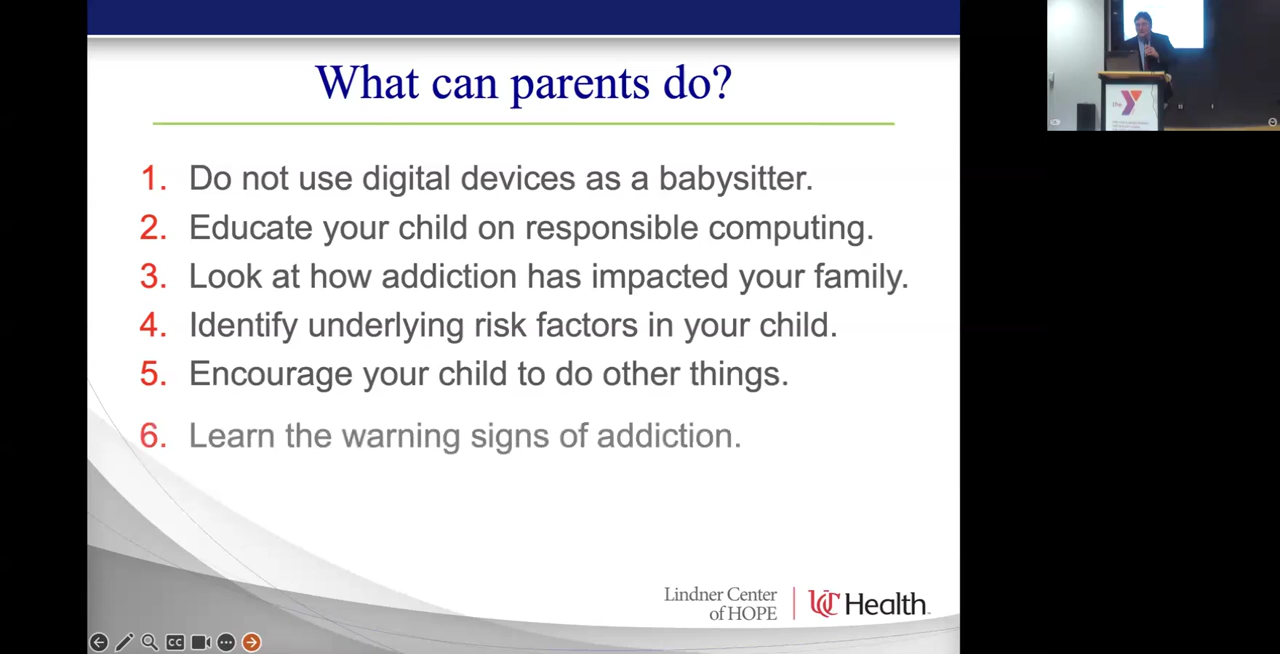 What can parents do?
1. Do not use digital devices as a babysitter.
2. Educate your child on responsible computing.
3. Look at how addiction has impacted your family.
4. Identify underlying risk factors in your child.
5. Encourage your child to do other things.
6. Learn the warning signs of addiction.
Lindner Center
of HOPE
UC Health
CC
the Y